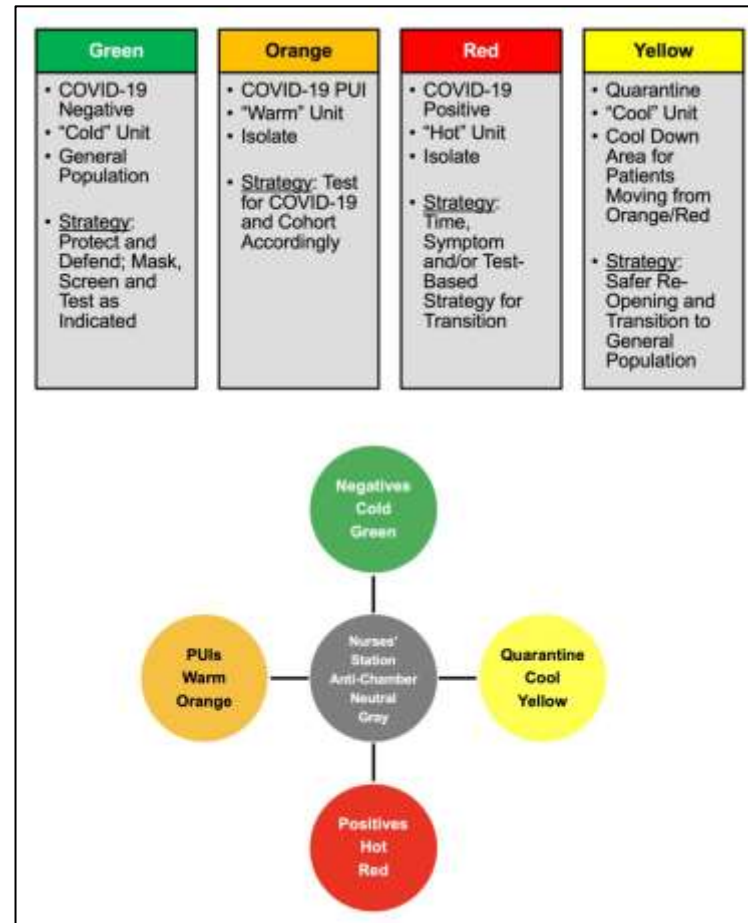 Green
• COVID-19
Negative
• “Cold” Unit
• General
Population
• Strategy:
Protect and
Defend; Mask,
Screen and
Test as
Indicated
Orange
• COVID-19 PUI
• “Warm” Unit
• Isolate
• Strategy: Test
for COVID-19
and Cohort
Accordingly
Red
• COVID-19
Positive
• “Hot” Unit
• Isolate
• Strategy:
Time,
Symptom
and/or Test-
Based
Strategy for
Transition
Yellow
• Quarantine
• “Cool” Unit
• Cool Down
Area for
Patients
Moving from
Orange/Red
• Strategy:
Safer Re-
Opening and
Transition to
General
Population
Negatives
Cold
Green
PUIs
Warm
Orange
Nurses’
Station
Anti-Chamber
Neutral
Gray
Quarantine
Cool
Yellow
Positives
Hot
Red